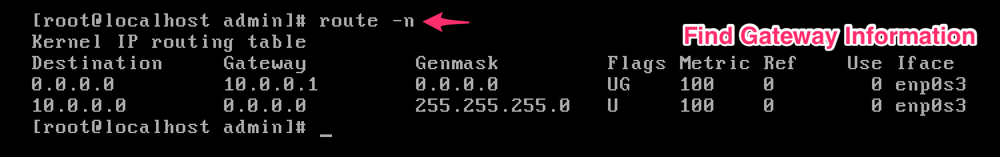 [root@localhost admin]# route -n
Find Gateway Information
Kernel IP routing table
Destination Gateway Genmask Flags Metric Ref Use Iface
0.0.0.0 10.0.0.1 0.0.0.0 UG 100 0 0 enp0s3
10.0.0.0 0.0.0.0 255.255.255.0 U 100 0 0 enp0s3
[root@localhost admin]# _